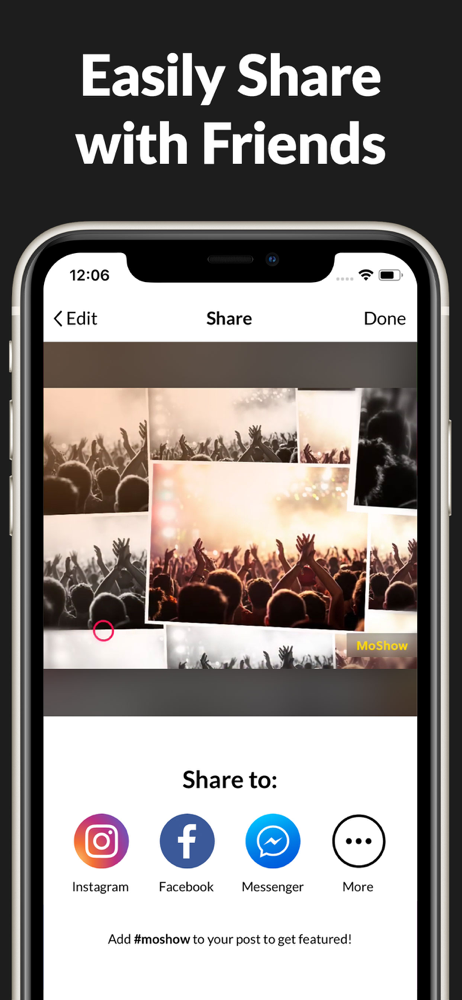 Easily Share
with Friends
12:06
Edit
Share
Done
MoShow
Share to:
Instagram
Facebook
Messenger
More
Add #moshow to your post to get featured!